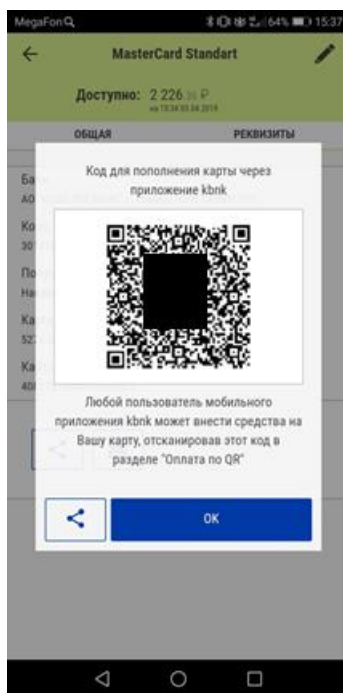 MegaFon 64% 15:37
MasterCard Standart
Доступно: 2 226
ОБЩАЯ РЕКВИЗИТЫ
Код для пополнения карты через
приложение kbnk
Любой пользователь мобильного
приложения kbnk может внести средства на
Вашу карту, отсканировав этот код в
разделе "Оплата по QR"
OK